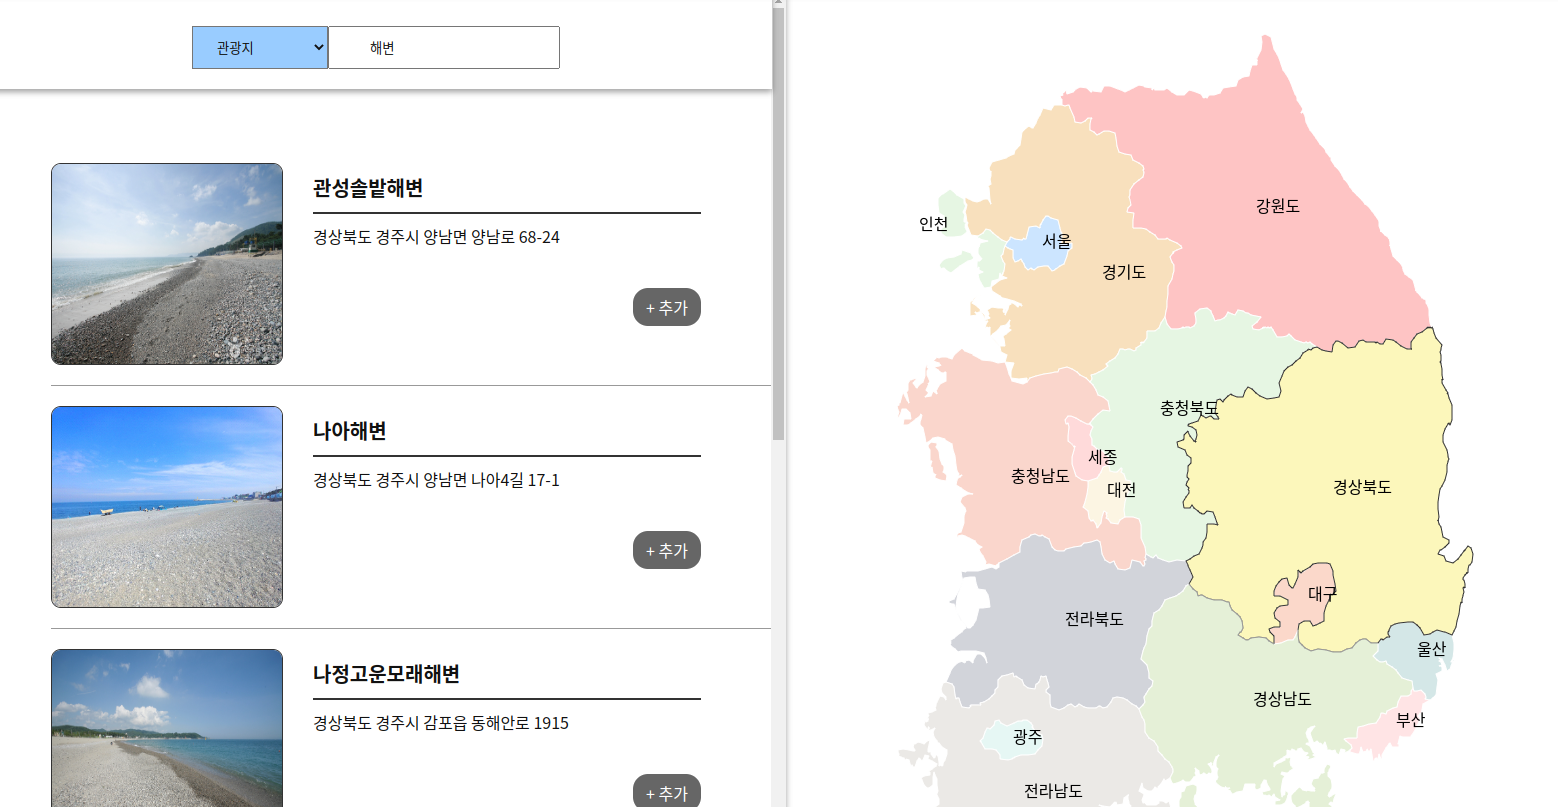 관광지
해변
관성솔밭해변
경상북도 경주시 양남면 양남로 68-24
+ 추가
나아해변
경상북도 경주시 양남면 나아4길 17-1
+ 추가
나정고운모래해변
경상북도 경주시 감포읍 동해안로 1915
+ 추가
강원도
인천
서울
경기도
충청북도
세종
충청남도
대전
경상북도
대구
전라북도
울산
경상남도
부산
광주
전라남도